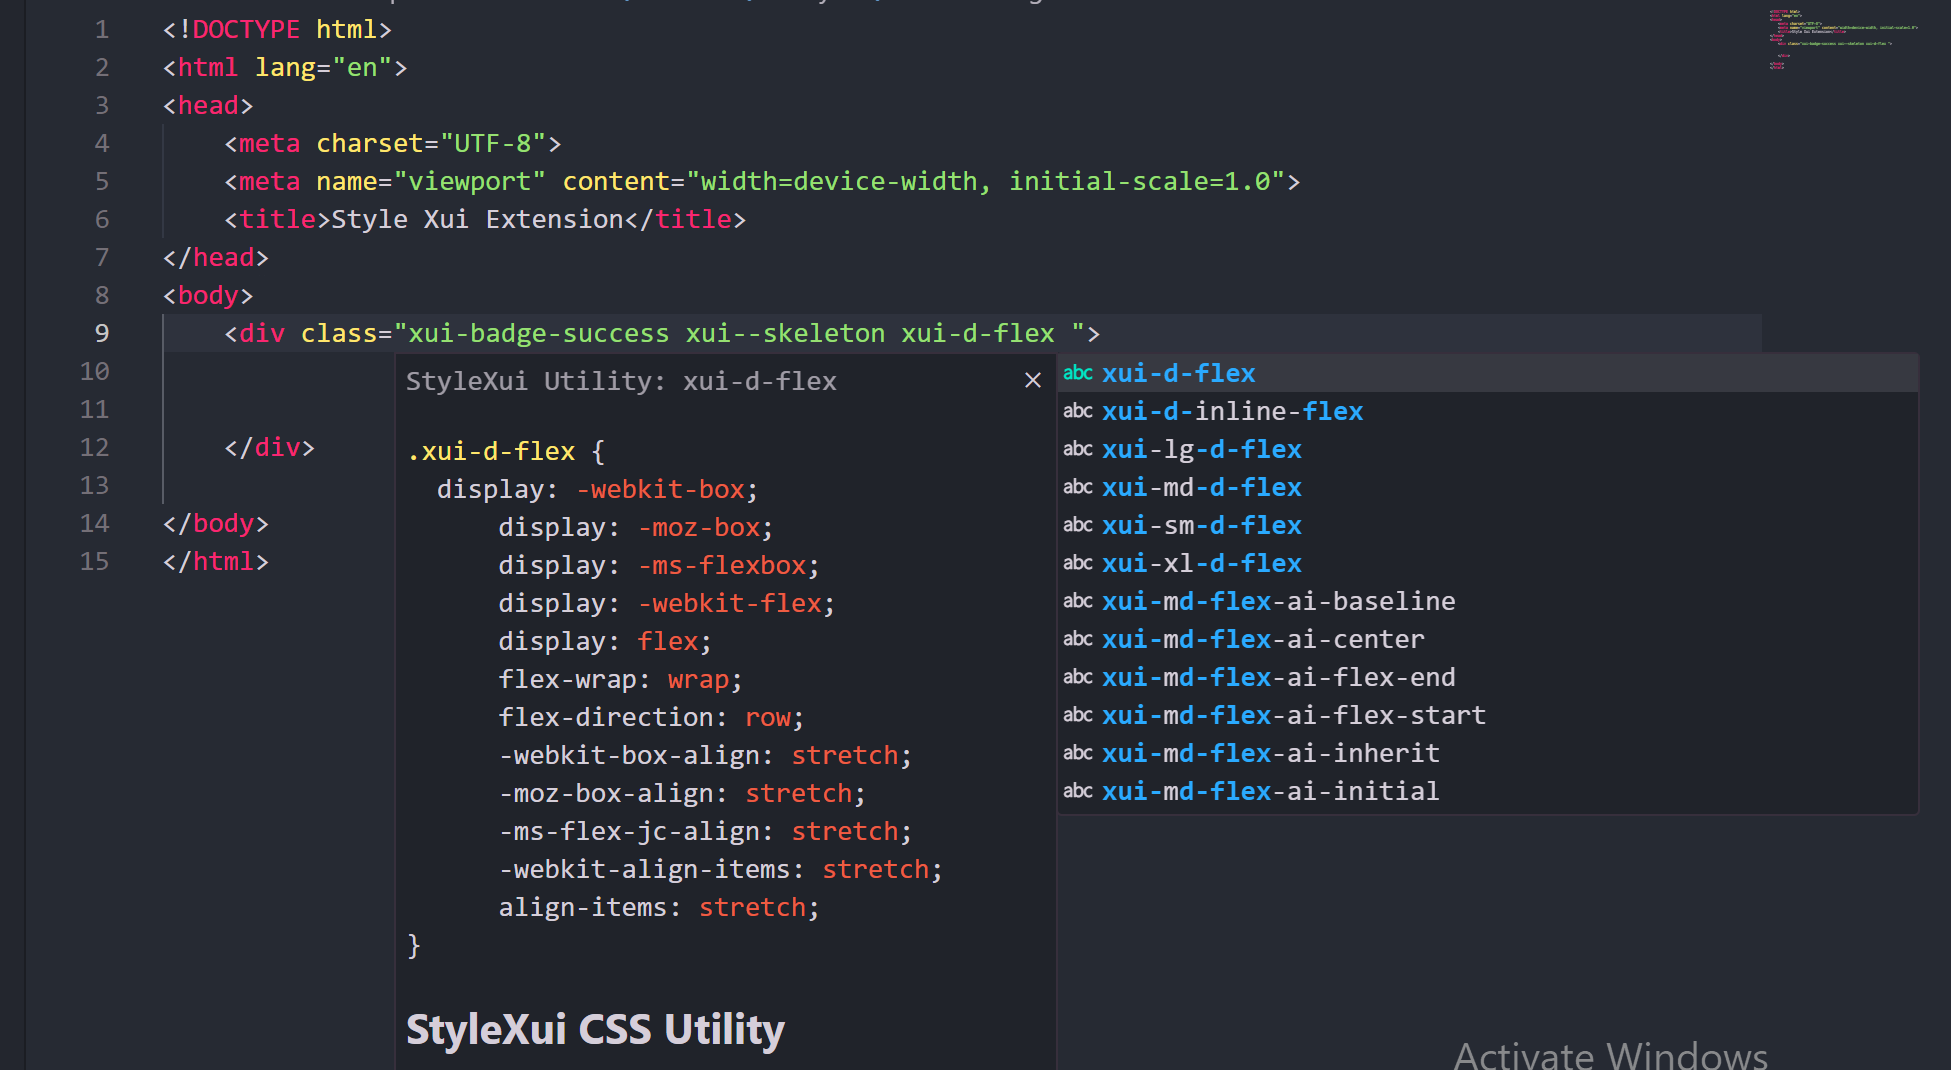 1 <!DOCTYPE html>
2 <html lang="en">
3 <head>
4 <meta charset="UTF-8">
5 <meta name="viewport" content="width=device-width, initial-scale=1.0">
6 <title>Style Xui Extension</title>
7 </head>
8 <body>
9 <div class="xui-badge-success xui--skeleton xui-d-flex ">
10
11
12 </div>
13
14 </body>
15 </html>
StyleXui Utility: xui-d-flex ×
.xui-d-flex {
display: -webkit-box;
display: -moz-box;
display: -ms-flexbox;
display: -webkit-flex;
display: flex;
flex-wrap: wrap;
flex-direction: row;
-webkit-box-align: stretch;
-moz-box-align: stretch;
-ms-flex-jc-align: stretch;
-webkit-align-items: stretch;
align-items: stretch;
}
StyleXui CSS Utility
abc xui-d-flex
abc xui-d-inline-flex
abc xui-lg-d-flex
abc xui-md-d-flex
abc xui-sm-d-flex
abc xui-xl-d-flex
abc xui-md-flex-ai-baseline
abc xui-md-flex-ai-center
abc xui-md-flex-ai-flex-end
abc xui-md-flex-ai-flex-start
abc xui-md-flex-ai-inherit
abc xui-md-flex-ai-initial
Activate Windows